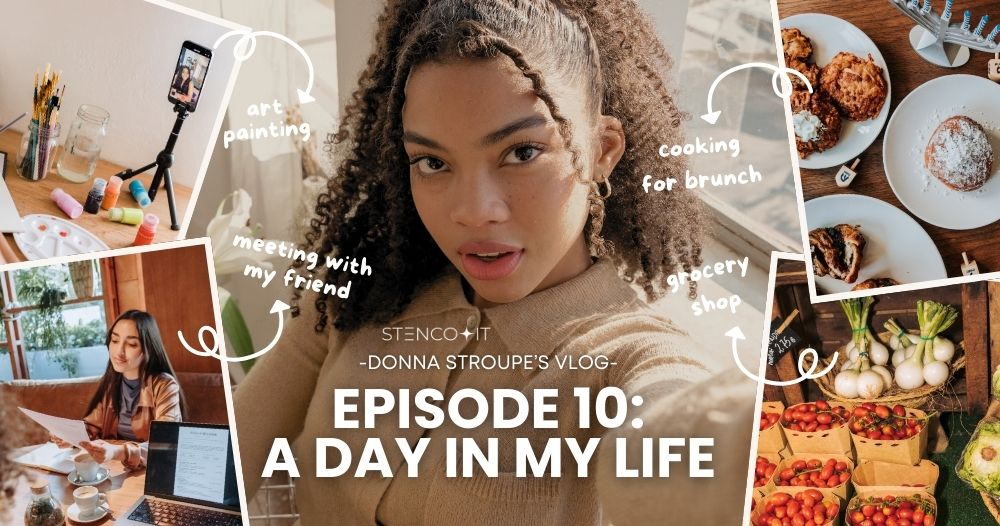 art
painting
cooking
for brunch
meeting with
my friend
grocery
shop
STENCO✦IT
-DONNA STROUPE'S VLOG-
EPISODE 10:
A DAY IN MY LIFE